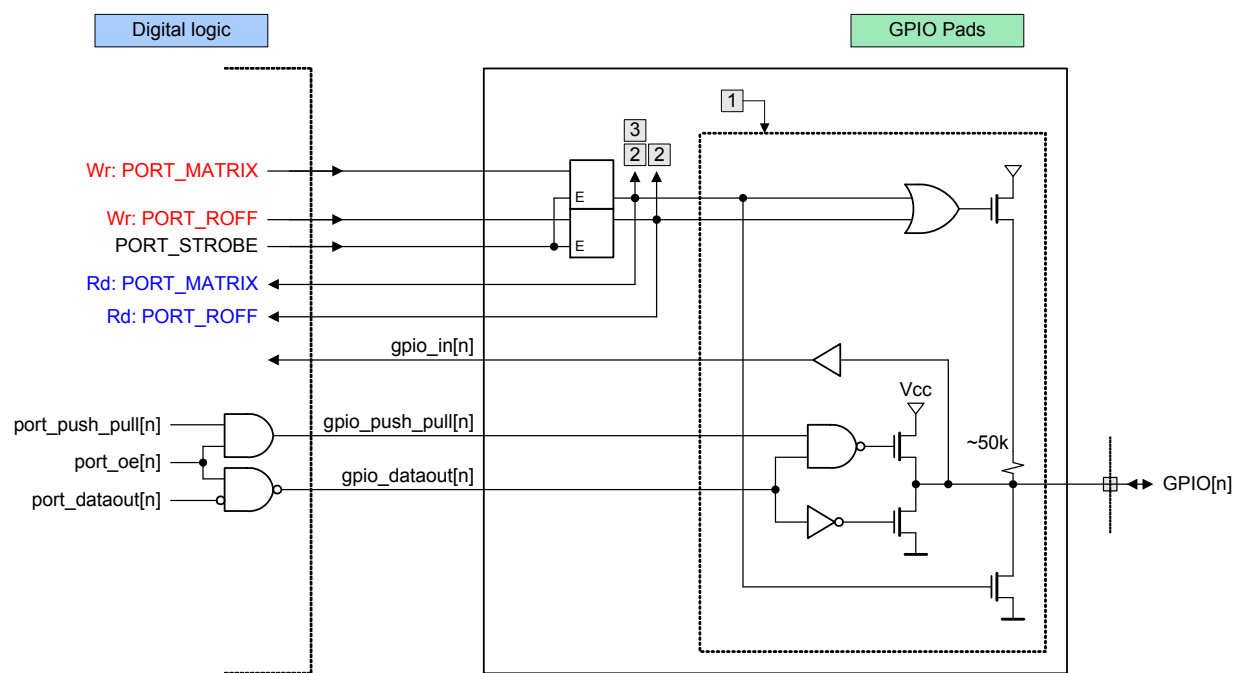 Digital logic
GPIO Pads
1
3
2 2
Wr: PORT_MATRIX
E
Wr: PORT_ROFF
PORT_STROBE
E
Rd: PORT_MATRIX
Rd: PORT_ROFF
gpio_in[n]
Vcc
port_push_pull[n]
gpio_push_pull[n]
~50k
port_oe[n]
gpio_dataout[n]
port_dataout[n]
GPIO[n]